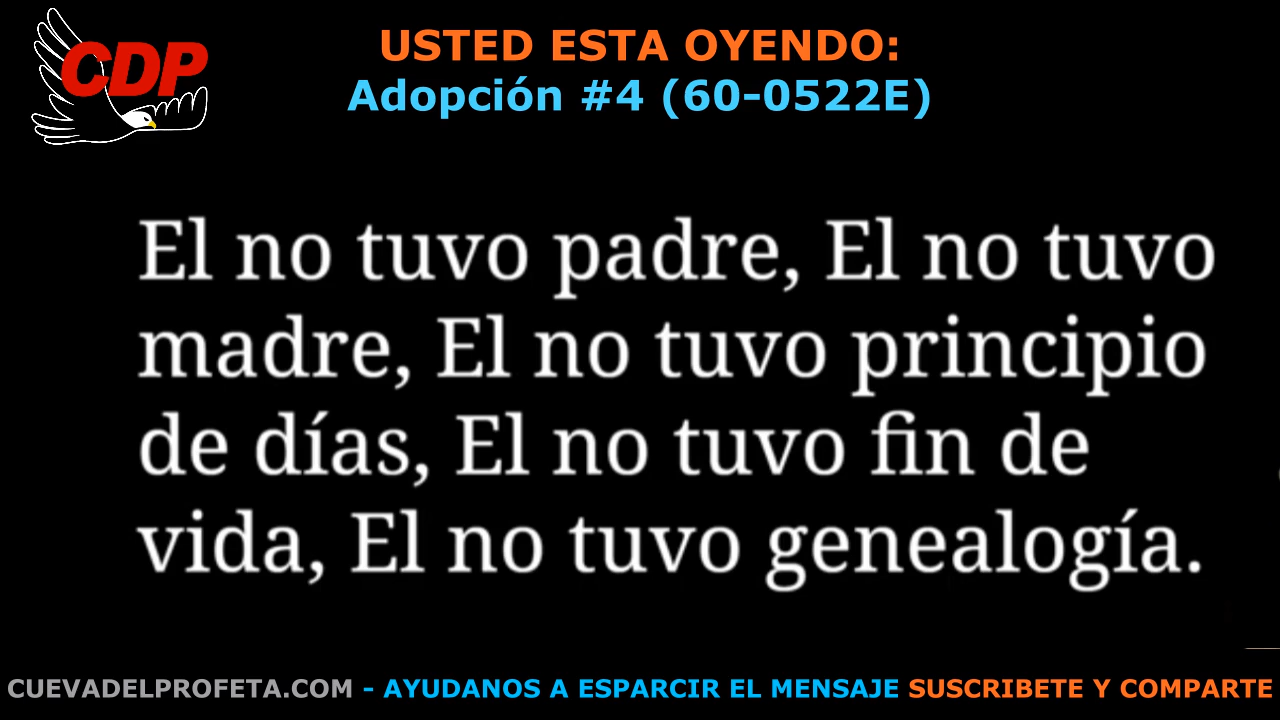 CDP
USTED ESTA OYENDO:
Adopción #4 (60-0522E)
El no tuvo padre, El no tuvo
madre, El no tuvo principio
de días, El no tuvo fin de
vida, El no tuvo genealogía.
CUEVADELPROFETA.COM - AYUDANOS A ESPARCIR EL MENSAJE SUSCRIBETE Y COMPARTE